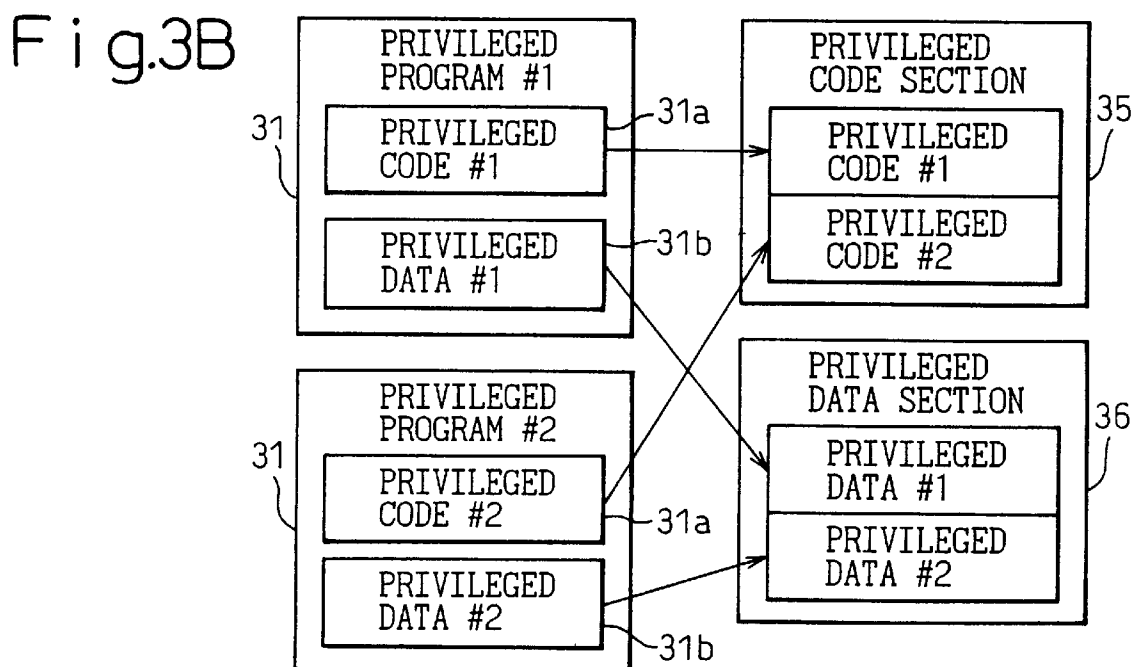 Fig.3B
PRIVILEGED
PROGRAM #1
31
31a
PRIVILEGED
CODE #1
31b
PRIVILEGED
DATA #1
PRIVILEGED
PROGRAM #2
31
PRIVILEGED
CODE #2
31a
PRIVILEGED
DATA #2
31b
PRIVILEGED
CODE SECTION
35
PRIVILEGED
CODE #1
PRIVILEGED
CODE #2
PRIVILEGED
DATA SECTION
36
PRIVILEGED
DATA #1
PRIVILEGED
DATA #2